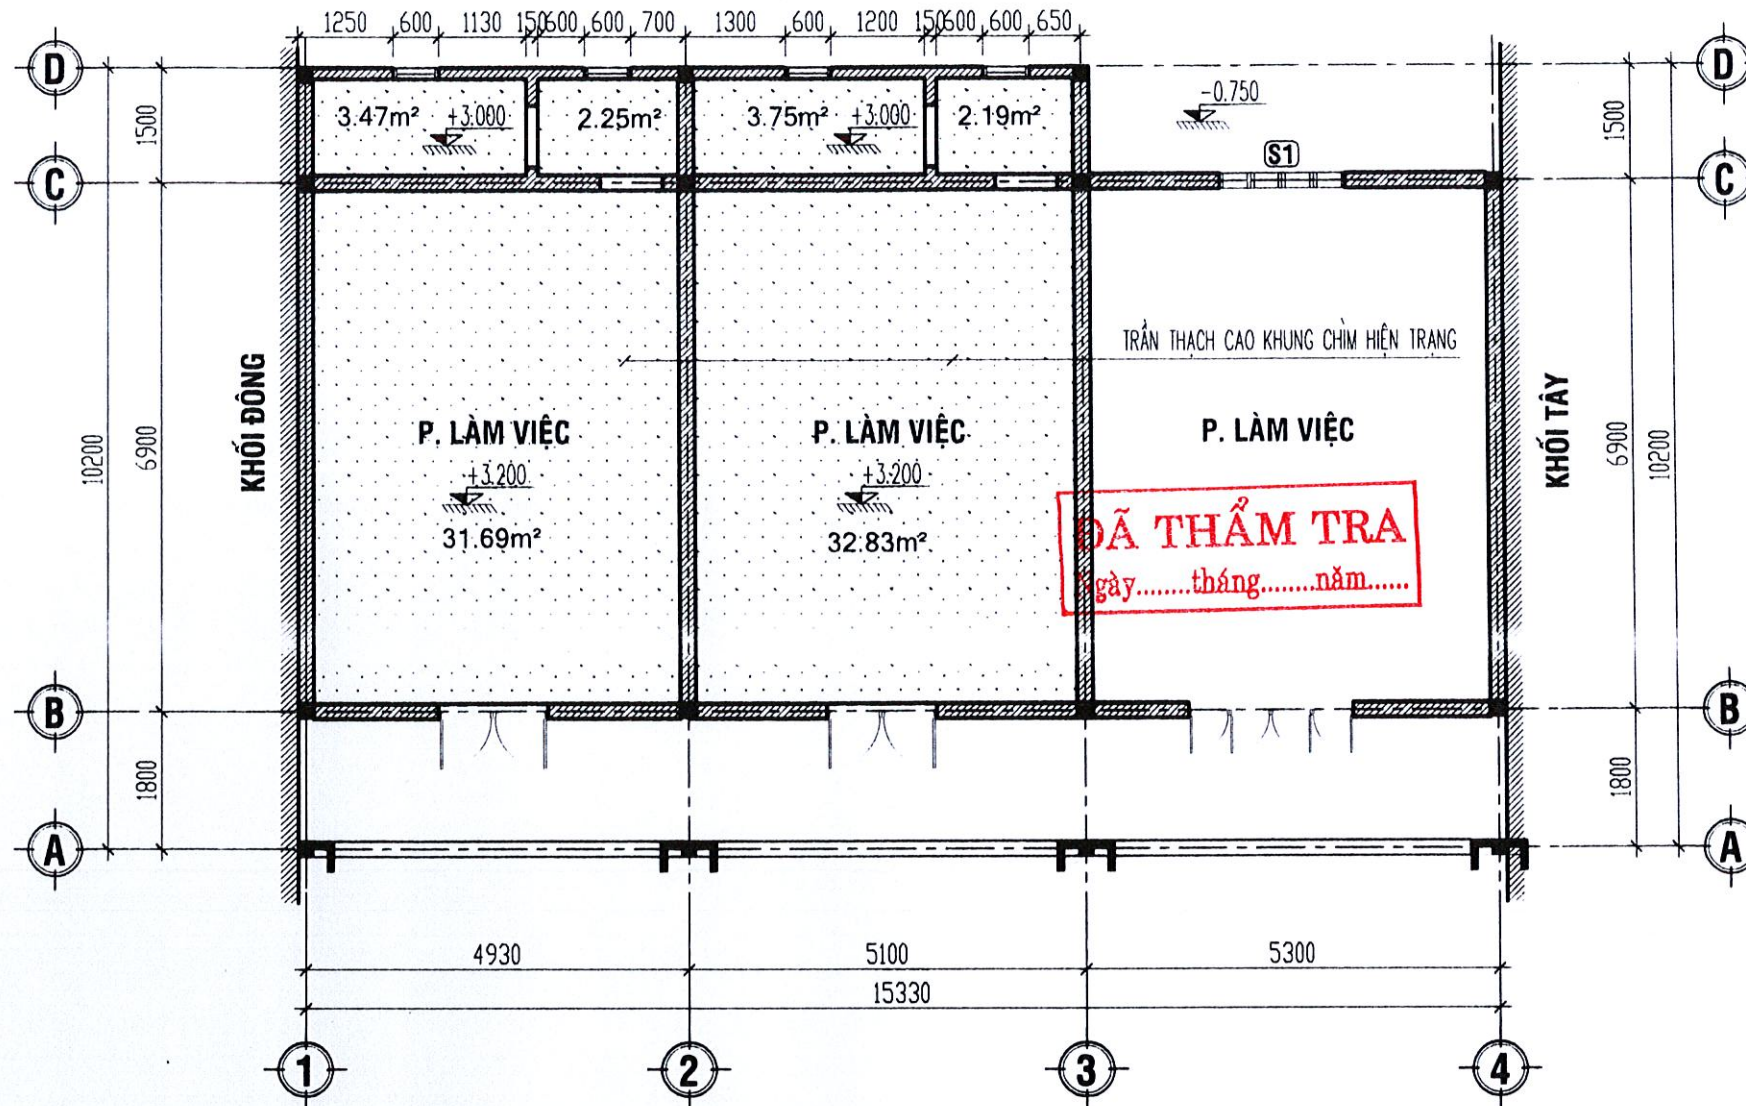 1250 600 1130 150 600 600 700 1300 600 1200 150 600 600 650
D D
3.47m² +3.000 2.25m² 3.75m² +3.000 2.19m² -0.750
1500 1500
S1
C C
TRẦN THẠCH CAO KHUNG CHÌM HIỆN TRẠNG
KHỐI ĐÔNG KHỐI TÂY
P. LÀM VIỆC P. LÀM VIỆC P. LÀM VIỆC
10200 6900 6900 10200
+3.200 +3.200
31.69m² 32.83m²
ĐÃ THẨM TRA
Ngày........tháng........năm......
B B
1800 1800
A A
4930 5100 5300
15330
1 2 3 4